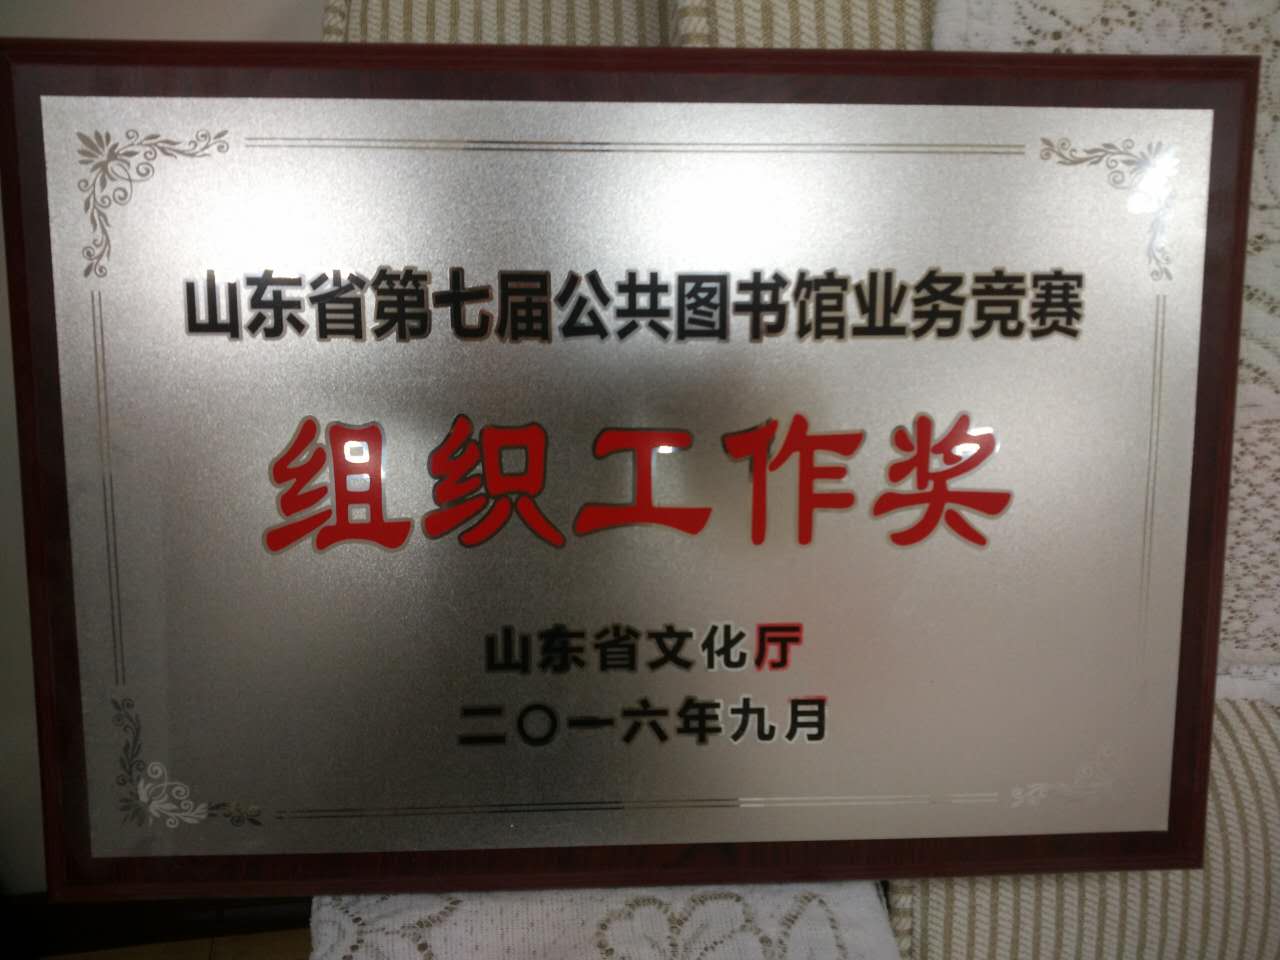 山东省第七届公共图书馆业务竞赛
组织工作奖
山东省文化厅
二〇一六年九月